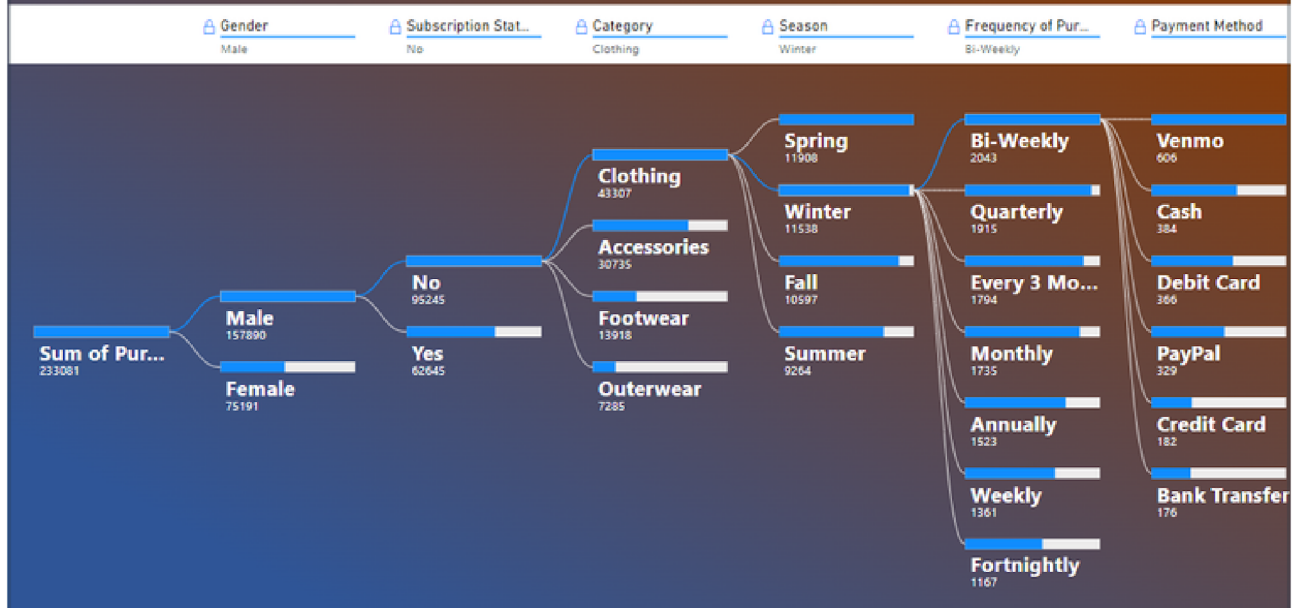 Gender
Male
Subscription Stat...
No
Category
Clothing
Season
Winter
Frequency of Pur...
Bi-Weekly
Payment Method
Sum of Pur...
233081
Male
157890
Female
75191
No
95245
Yes
62645
Clothing
43307
Accessories
30735
Footwear
13918
Outerwear
7285
Spring
11908
Winter
11538
Fall
10597
Summer
9264
Bi-Weekly
2043
Quarterly
1915
Every 3 Mo...
1794
Monthly
1735
Annually
1523
Weekly
1361
Fortnightly
1167
Venmo
606
Cash
384
Debit Card
366
PayPal
329
Credit Card
182
Bank Transfer
176